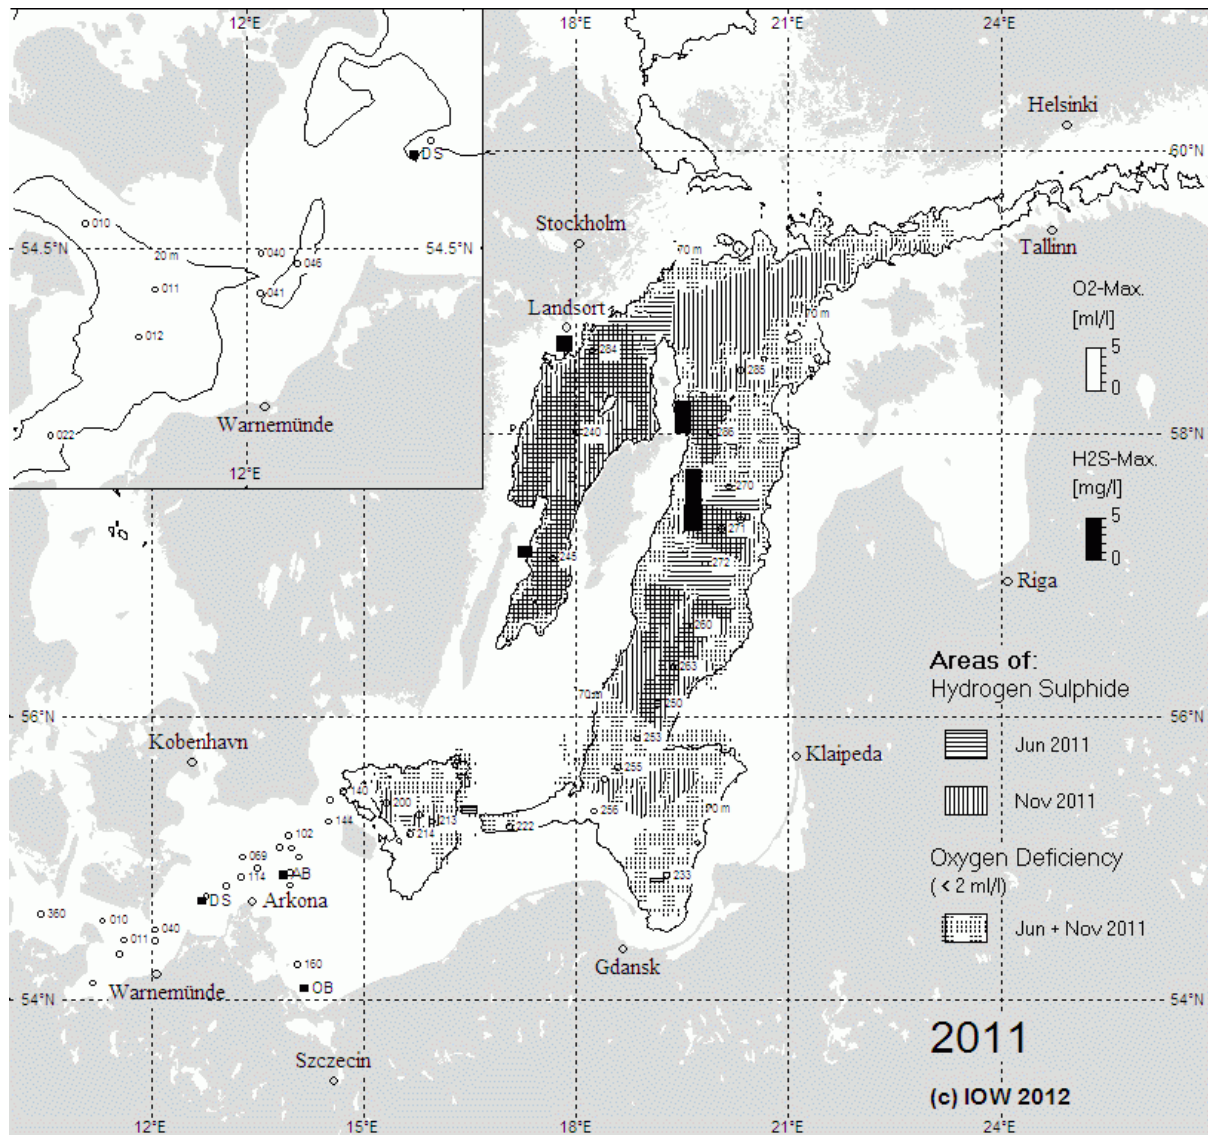 12°E
18°E
21°E
24°E
Helsinki
DS
60°N
010
Stockholm
54.5°N
20 m
040
54.5°N
70 m
Tallinn
046
011
041
O2-Max.
[ml/l]
Landsort
70 m
012
284
5
0
285
Warnemünde
022
240
286
58°N
12°E
H2S-Max.
[mg/l]
270
5
0
271
245
272
Riga
260
Areas of:
263
Hydrogen Sulphide
70 m
250
56°N
56°N
Kobenhavn
253
Jun 2011
Klaipeda
255
140
200
Nov 2011
70 m
256
144
213
222
214
102
069
Oxygen Deficiency
114
AB
233
( < 2 ml/l)
DS
Arkona
360
010
040
Jun + Nov 2011
011
Gdansk
160
Warnemünde
OB
54°N
54°N
2011
Szczecin
(c) IOW 2012
12°E
15°E
18°E
21°E
24°E